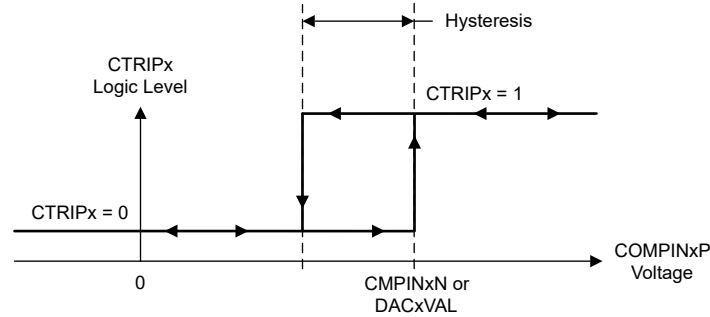 Hysteresis
CTRIPx
Logic Level
CTRIPx = 1
CTRIPx = 0
COMPINxP
Voltage
0
CMPINxN or
DACxVAL